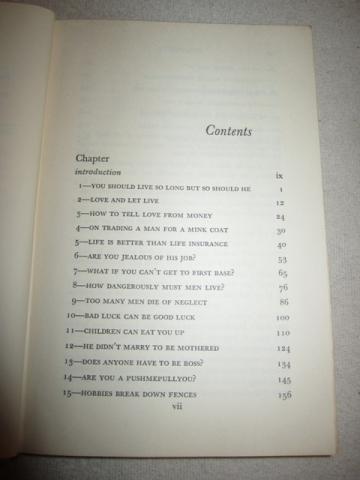 Contents
Chapter
introduction ix
1—YOU SHOULD LIVE SO LONG BUT SO SHOULD HE 1
2—LOVE AND LET LIVE 12
3—HOW TO TELL LOVE FROM MONEY 24
4—ON TRADING A MAN FOR A MINK COAT 30
5—LIFE IS BETTER THAN LIFE INSURANCE 40
6—ARE YOU JEALOUS OF HIS JOB? 53
7—WHAT IF YOU CAN'T GET TO FIRST BASE? 65
8—HOW DANGEROUSLY MUST MEN LIVE? 76
9—TOO MANY MEN DIE OF NEGLECT 86
10—BAD LUCK CAN BE GOOD LUCK 100
11—CHILDREN CAN EAT YOU UP 110
12—HE DIDN'T MARRY TO BE MOTHERED 124
13—DOES ANYONE HAVE TO BE BOSS? 134
14—ARE YOU A PUSHMEPULLYOU? 145
15—HOBBIES BREAK DOWN FENCES 156
vii